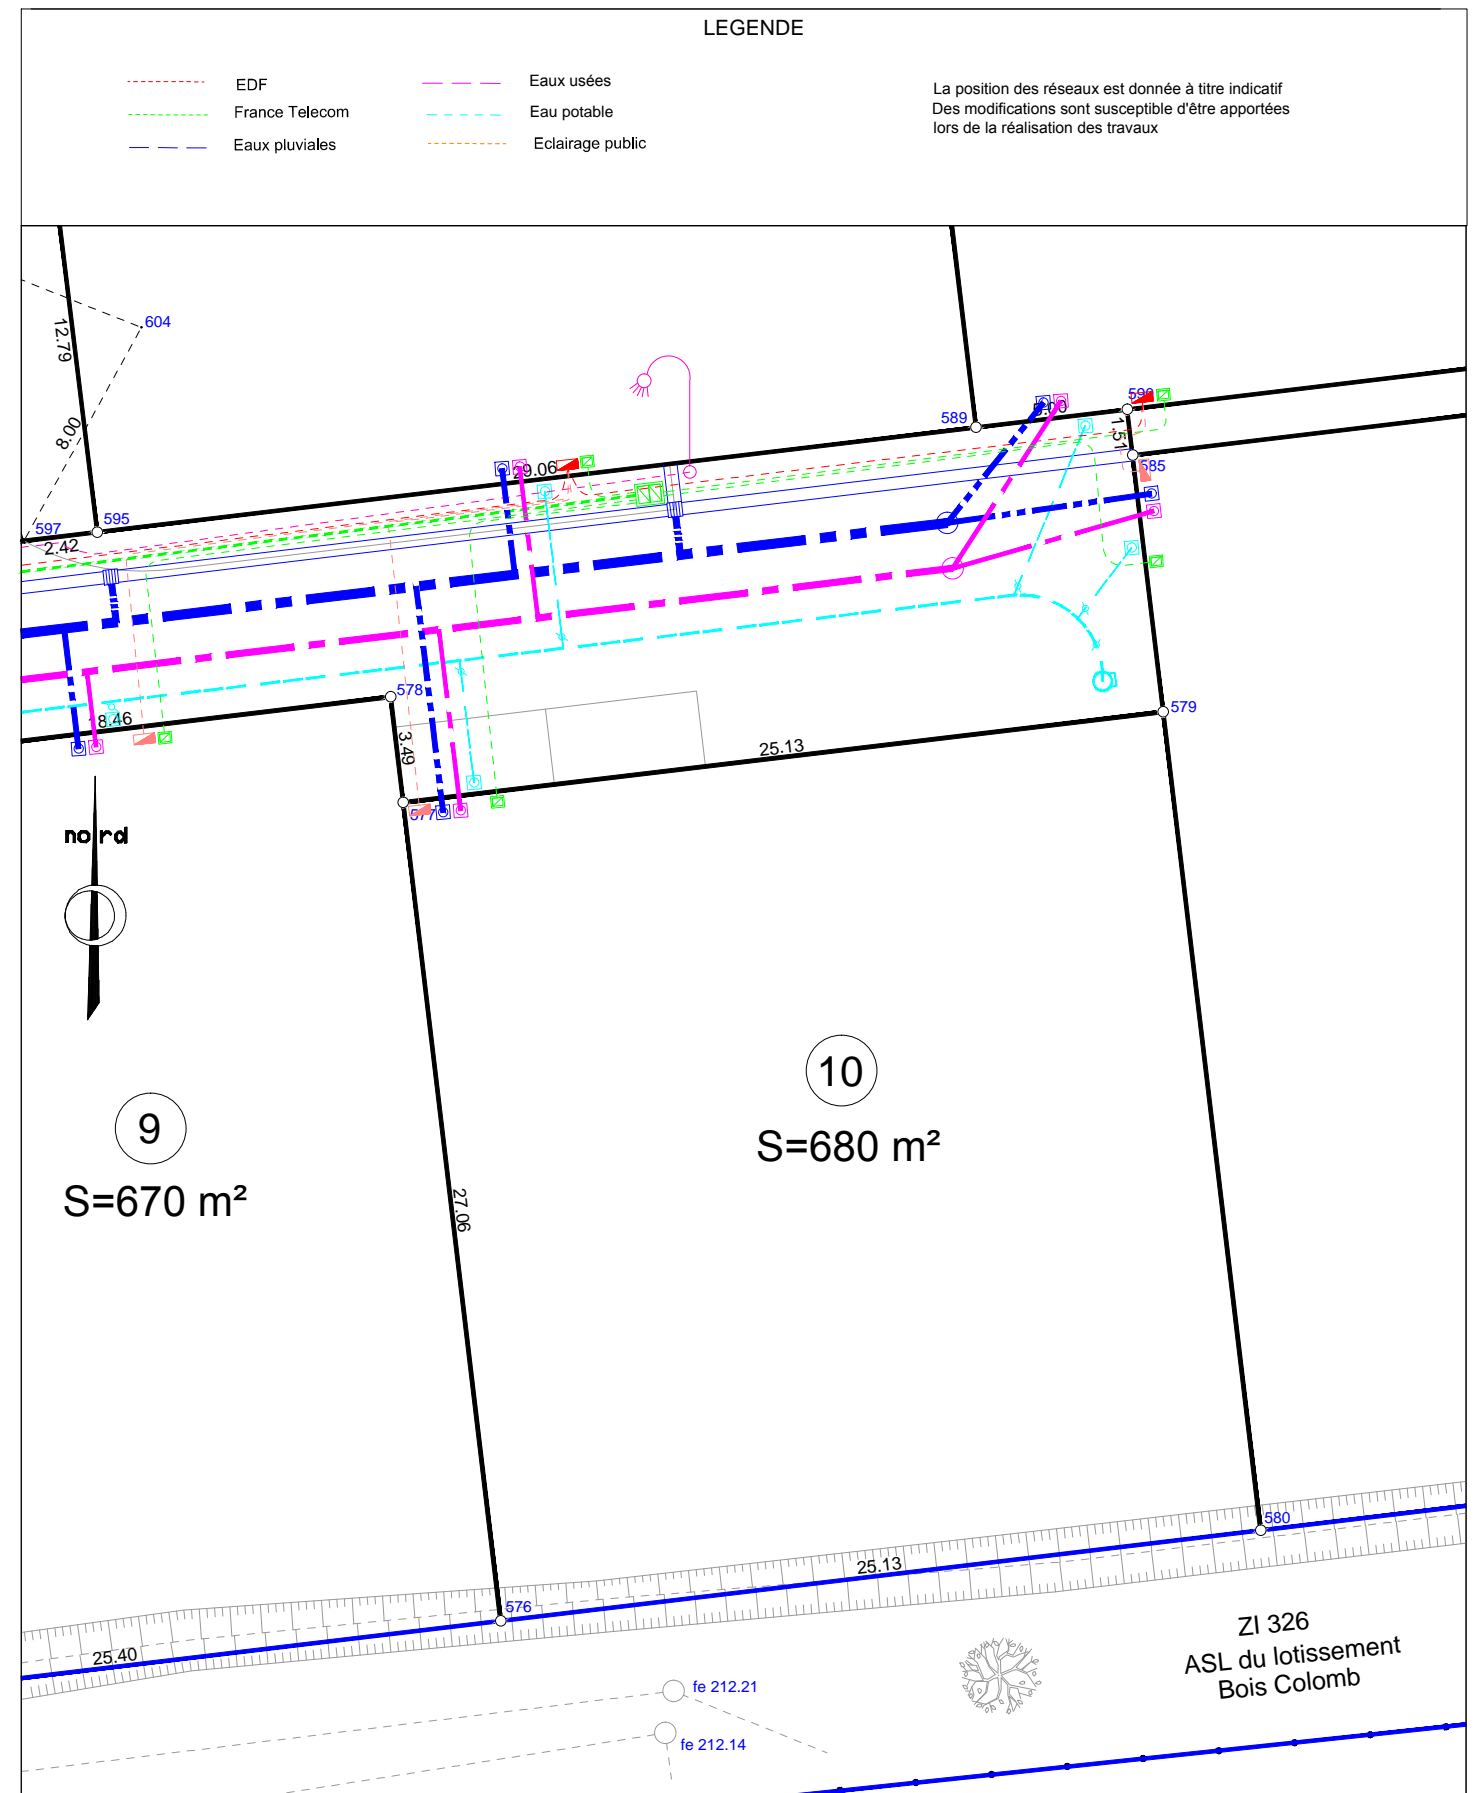 LEGENDE
EDF
France Telecom
Eaux pluviales
Eaux usées
Eau potable
Eclairage public
La position des réseaux est donnée à titre indicatif
Des modifications sont susceptible d'être apportées
lors de la réalisation des travaux
12.79
604
8.00
597
595
2.42
29.06
589
1.51
585
578
18.46
3.49
577
25.13
579
nord
9
S=670 m²
10
S=680 m²
27.06
580
25.13
576
25.40
ZI 326
ASL du lotissement
Bois Colomb
fe 212.21
fe 212.14